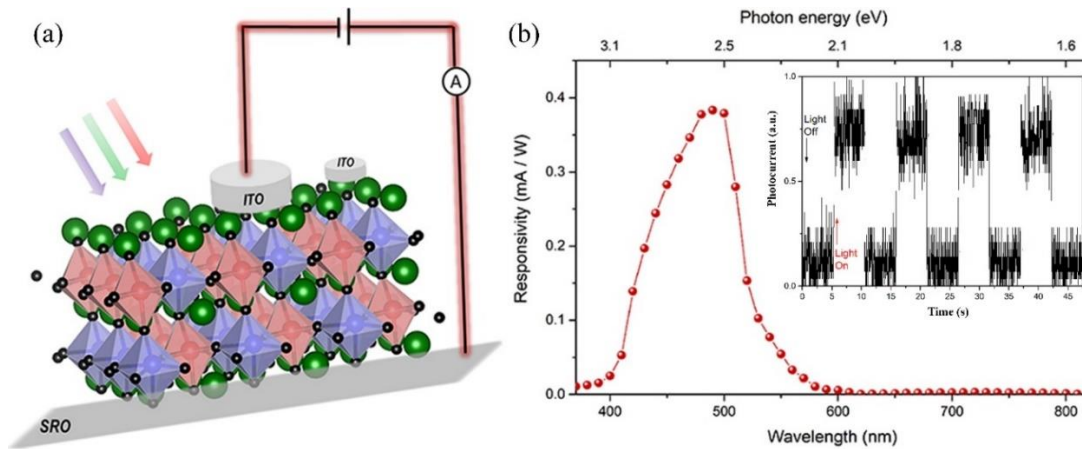 (a)
A
ITO
ITO
SRO
(b)
Photon energy (eV)
3.1 2.5 2.1 1.8 1.6
Responsivity (mA / W)
0.4
0.3
0.2
0.1
0.0
400 500 600 700 800
Wavelength (nm)
Photocurrent (a.u.)
1.0
0.5
0.0
Light
Off
Light
On
0 5 10 15 20 25 30 35 40 45
Time (s)